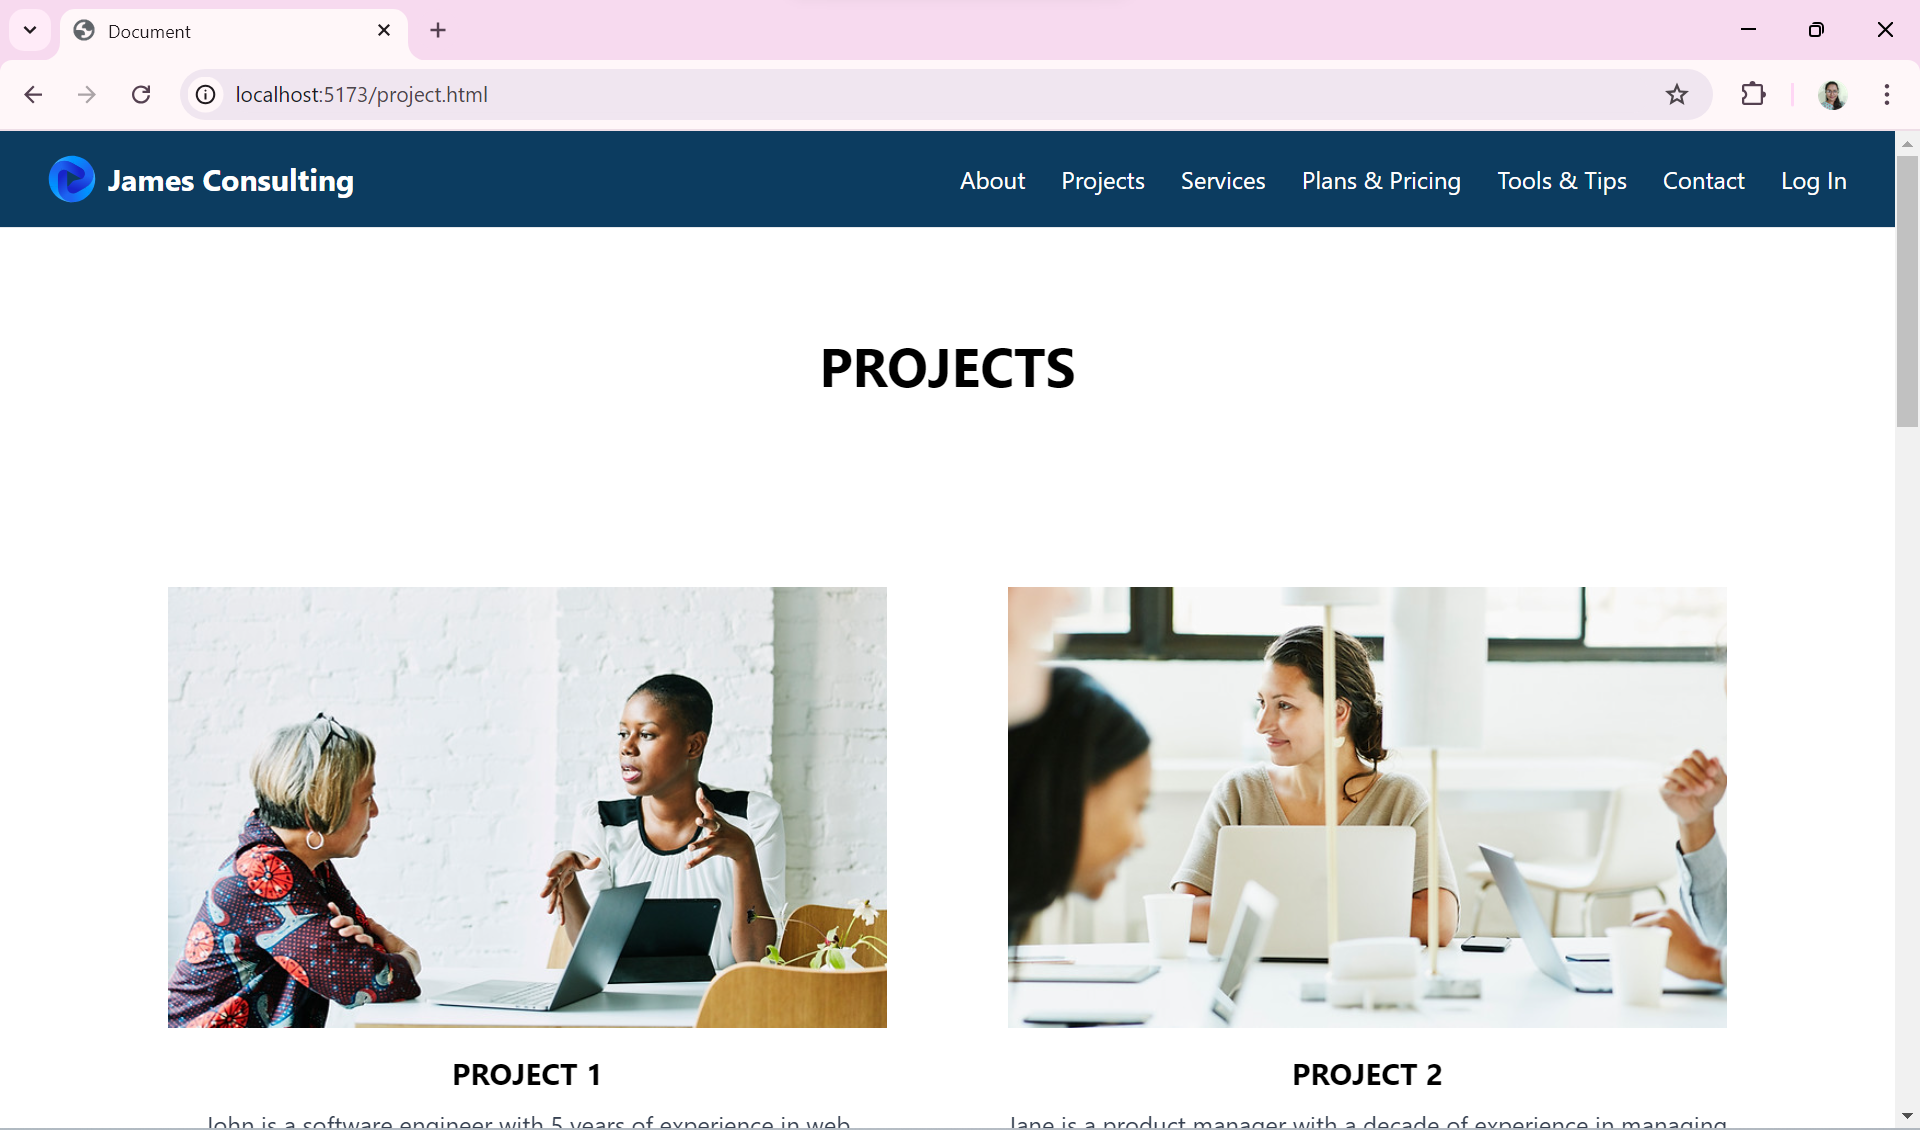 Document
localhost:5173/project.html
James Consulting
About Projects Services Plans & Pricing Tools & Tips Contact Log In
PROJECTS
PROJECT 1
PROJECT 2
John is a software engineer with 5 years of experience in web
Jane is a product manager with a decade of experience in managing